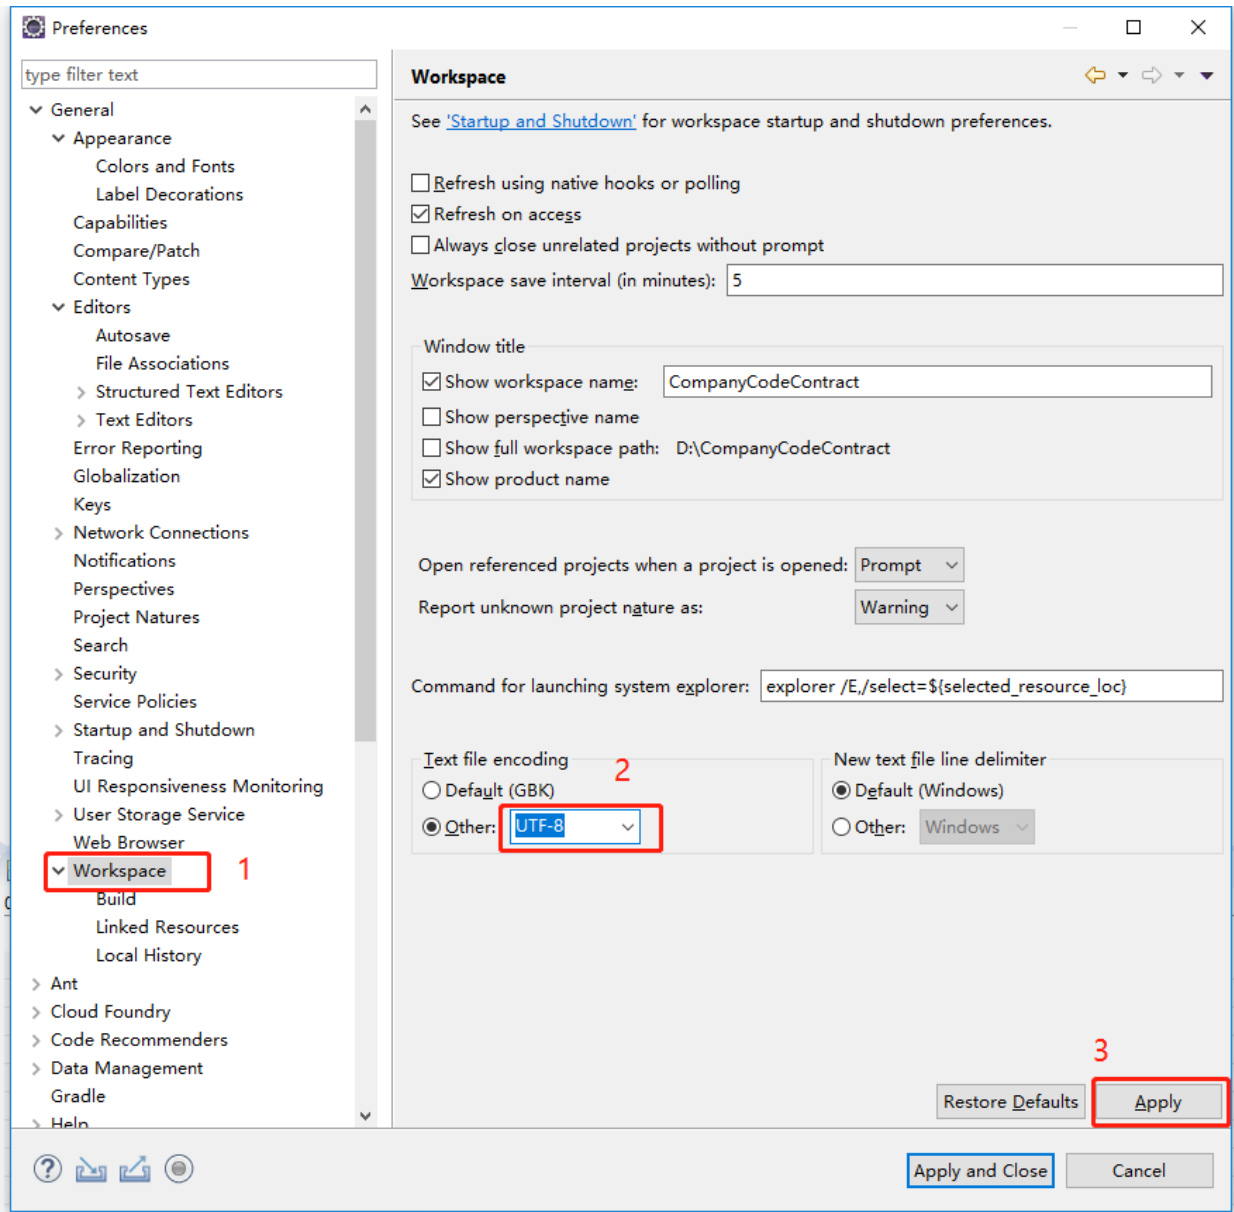 Preferences
type filter text
General
Appearance
Colors and Fonts
Label Decorations
Capabilities
Compare/Patch
Content Types
Editors
Autosave
File Associations
Structured Text Editors
Text Editors
Error Reporting
Globalization
Keys
Network Connections
Notifications
Perspectives
Project Natures
Search
Security
Service Policies
Startup and Shutdown
Tracing
UI Responsiveness Monitoring
User Storage Service
Web Browser
Workspace 1
Build
Linked Resources
Local History
Ant
Cloud Foundry
Code Recommenders
Data Management
Gradle
Help
Workspace
See 'Startup and Shutdown' for workspace startup and shutdown preferences.
Refresh using native hooks or polling
Refresh on access
Always close unrelated projects without prompt
Workspace save interval (in minutes): 5
Window title
Show workspace name: CompanyCodeContract
Show perspective name
Show full workspace path: D:\CompanyCodeContract
Show product name
Open referenced projects when a project is opened: Prompt
Report unknown project nature as: Warning
Command for launching system explorer: explorer /E,/select=${selected_resource_loc}
Text file encoding 2
Default (GBK)
Other: UTF-8
New text file line delimiter
Default (Windows)
Other: Windows
3
Restore Defaults Apply
Apply and Close Cancel